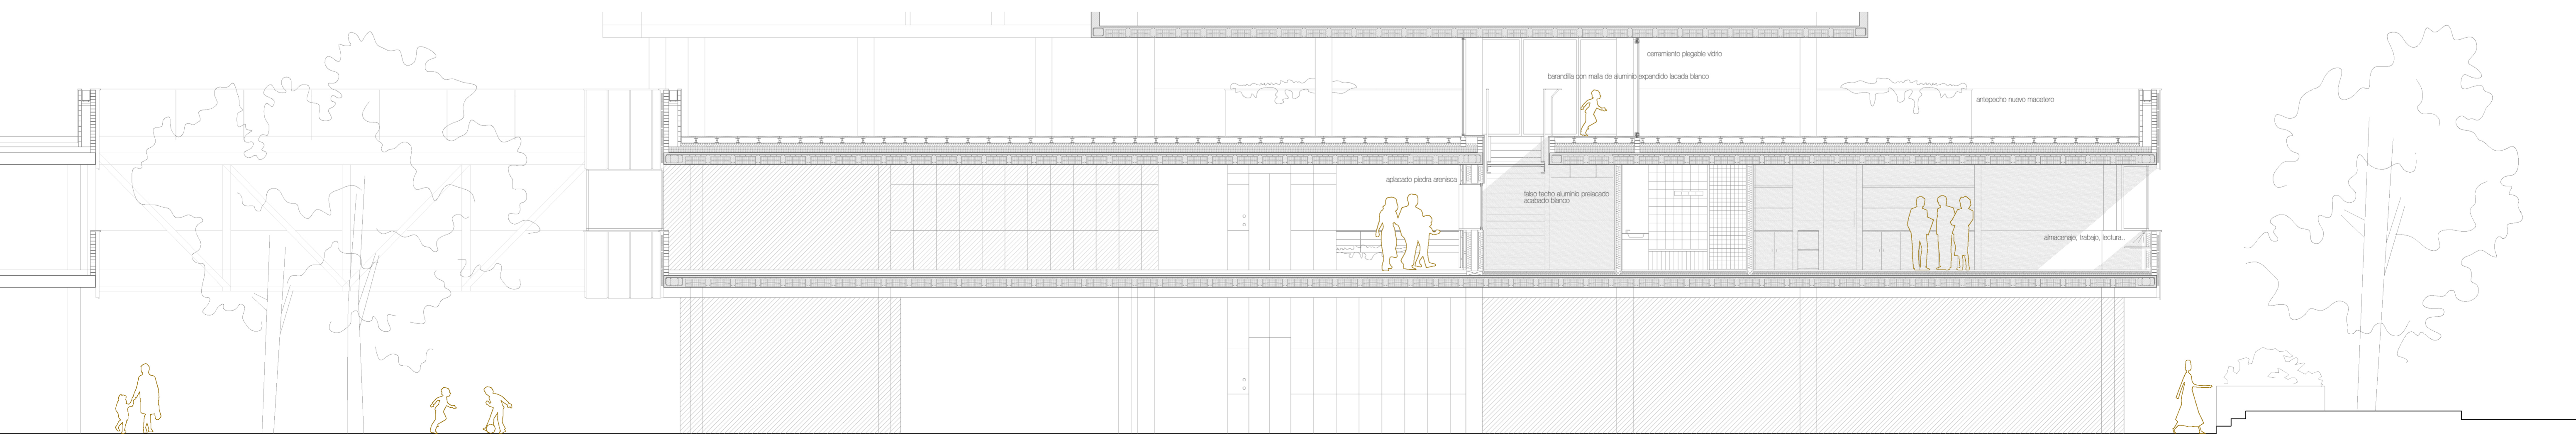 cerramiento plegable vidrio
barandilla con malla de aluminio expandido lacada blanco
antepecho nuevo macetero
aplacado piedra arenisca
falso techo aluminio prelacado
acabado blanco
almacenaje, trabajo, lectura...